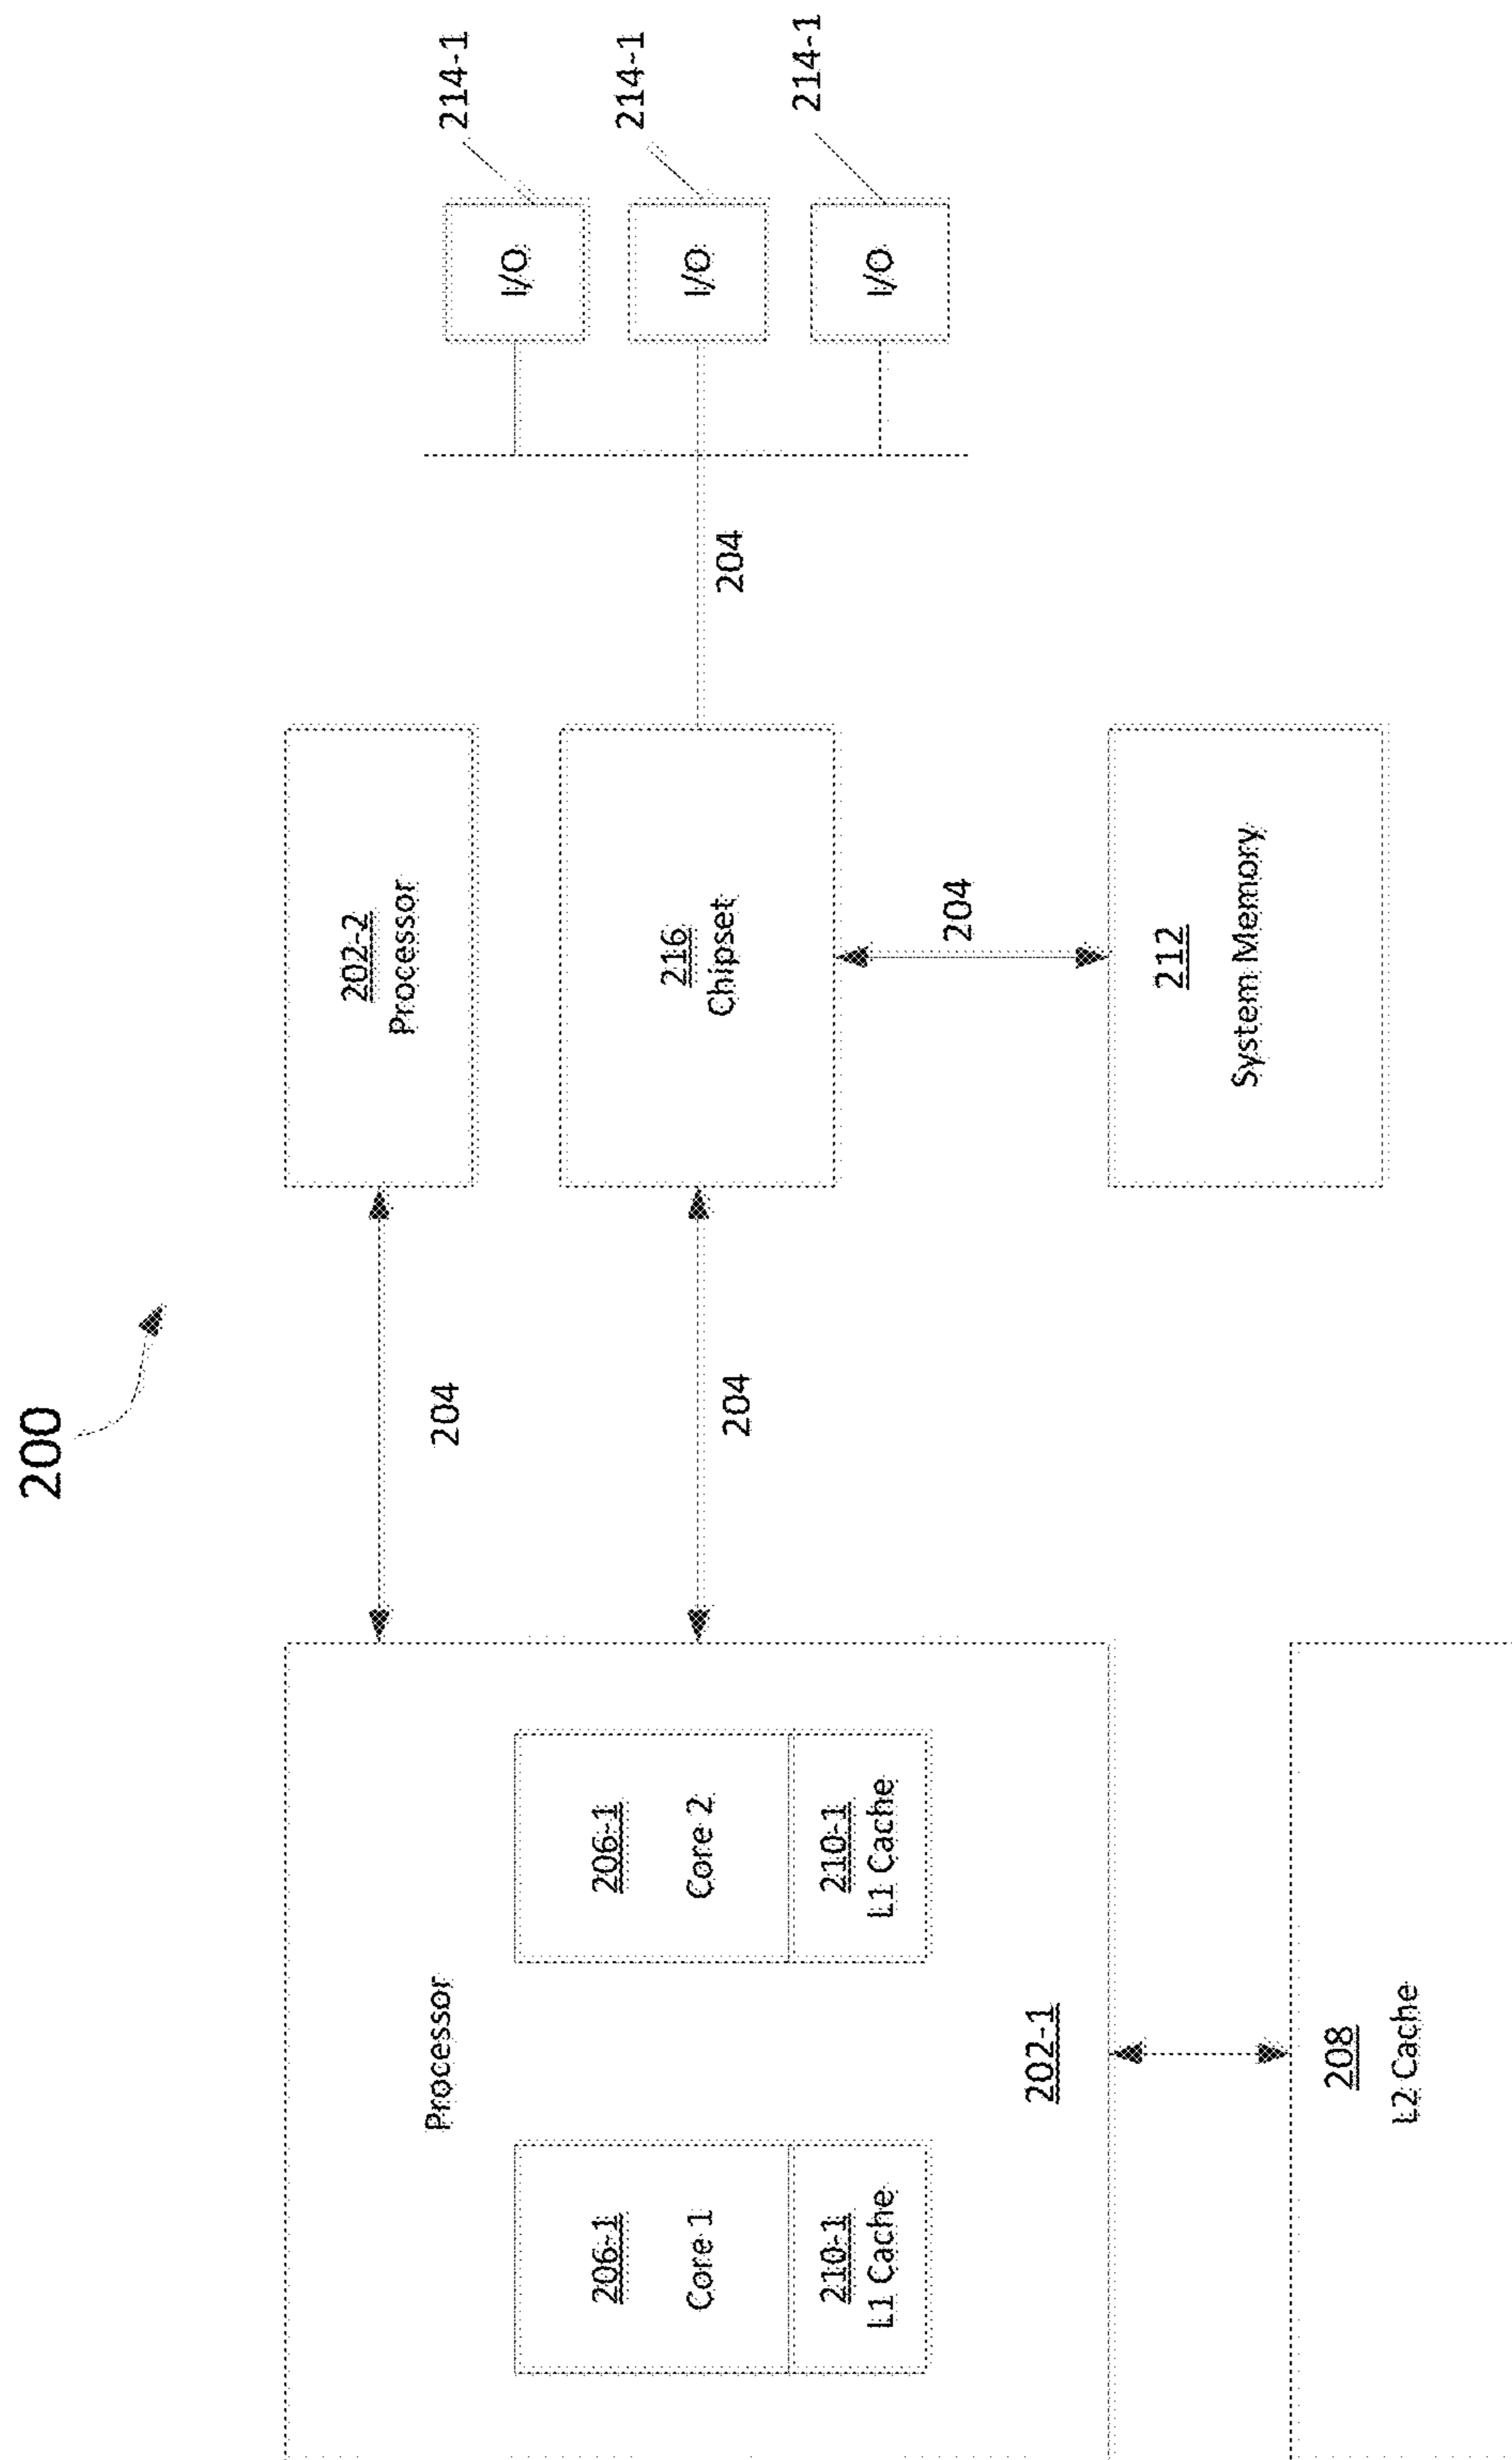 200
Processor
206-1
Core 1
210-1
L1 Cache
206-1
Core 2
210-1
L1 Cache
202-1
208
L2 Cache
204
204
202-2
Processor
216
Chipset
204
212
System Memory
204
I/O
214-1
I/O
214-1
I/O
214-1